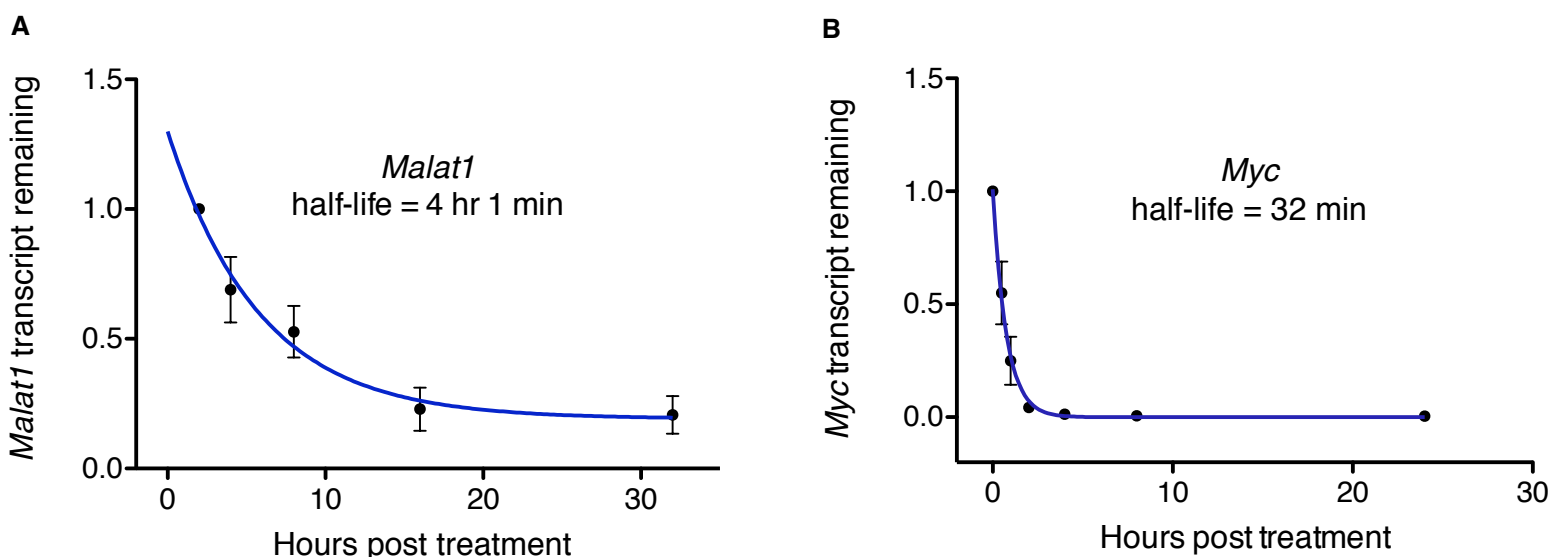 A
Malat1 transcript remaining
1.5
1.0
0.5
0.0
Malat1
half-life = 4 hr 1 min
0 10 20 30
Hours post treatment
B
Myc transcript remaining
1.5
1.0
0.5
0.0
Myc
half-life = 32 min
0 10 20 30
Hours post treatment